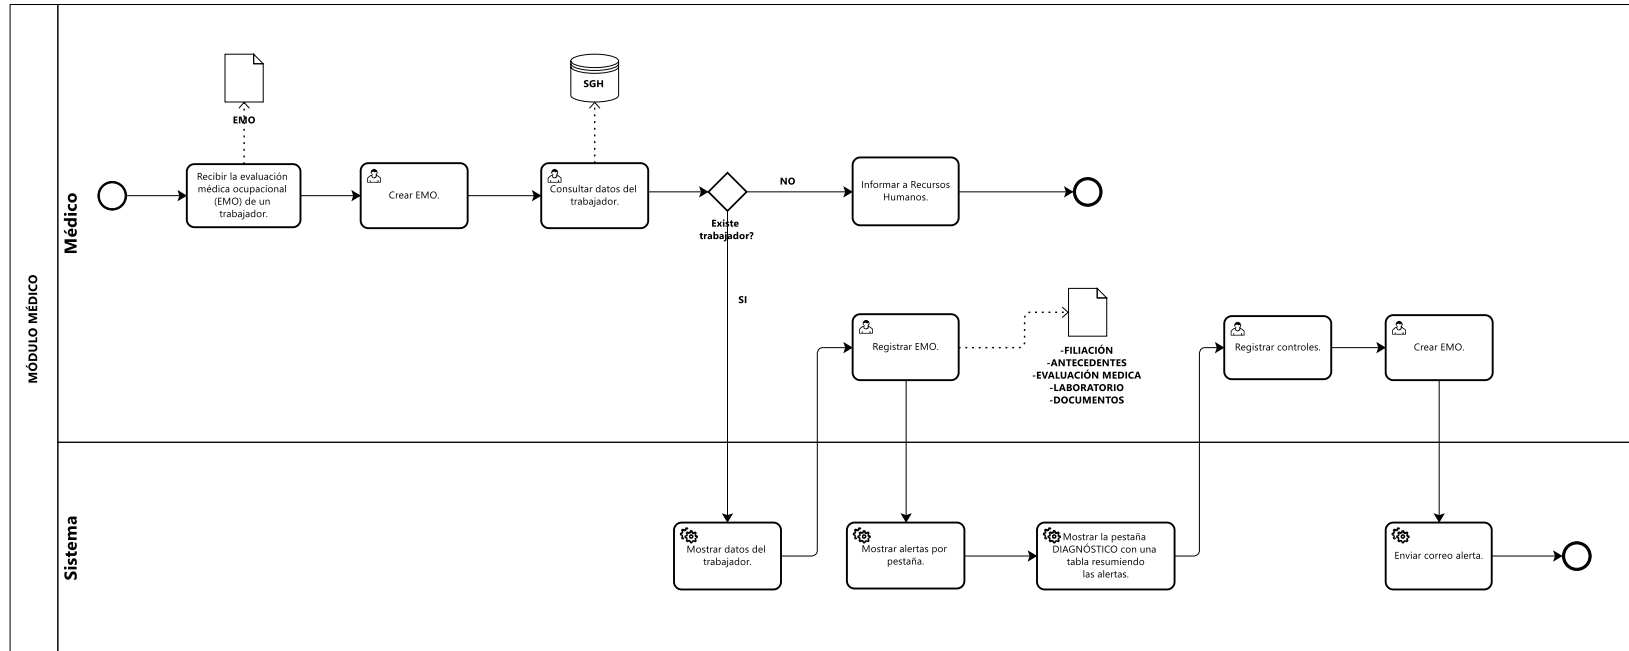 MÓDULO MÉDICO
Médico
EMO
Recibir la evaluación
médica ocupacional
(EMO) de un
trabajador.
Crear EMO.
SGH
Consultar datos del
trabajador.
Existe
trabajador?
NO
SI
Informar a Recursos
Humanos.
Registrar EMO.
-FILIACIÓN
-ANTECEDENTES
-EVALUACIÓN MEDICA
-LABORATORIO
-DOCUMENTOS
Registrar controles.
Crear EMO.
Sistema
Mostrar datos del
trabajador.
Mostrar alertas por
pestaña.
Mostrar la pestaña
DIAGNÓSTICO con una
tabla resumiendo
las alertas.
Enviar correo alerta.